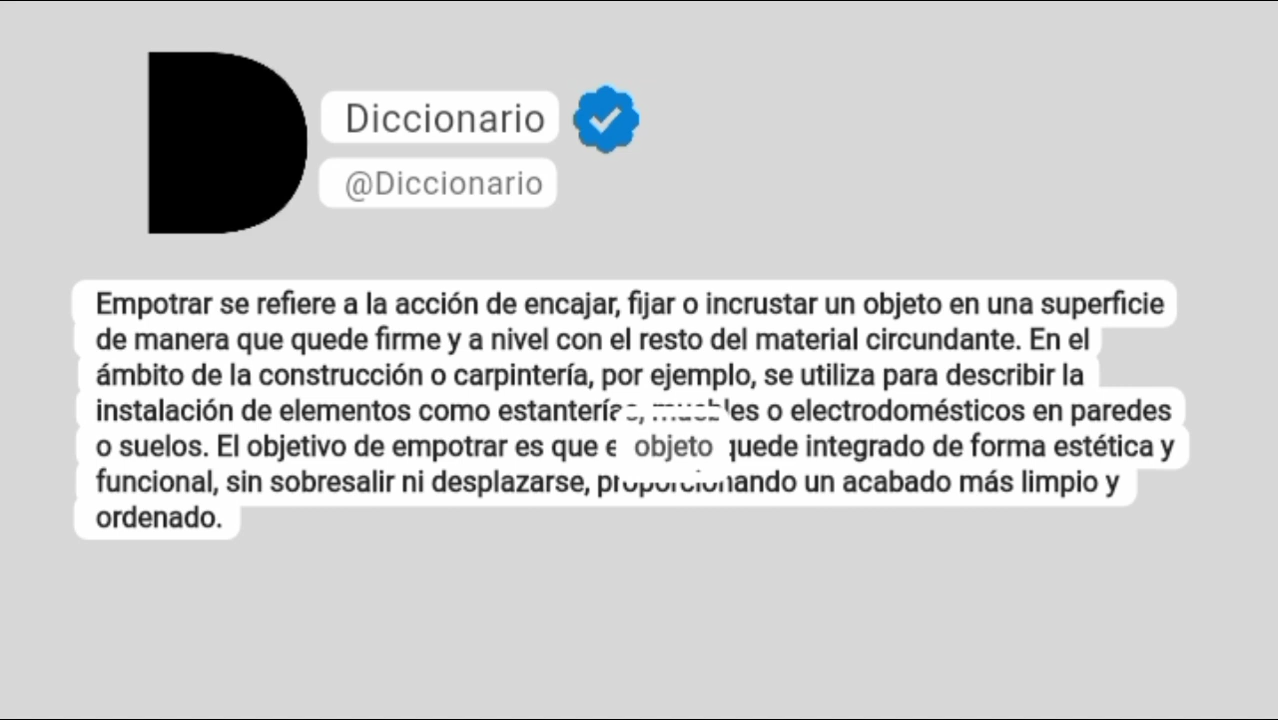 Diccionario
@Diccionario
Empotrar se refiere a la acción de encajar, fijar o incrustar un objeto en una superficie
de manera que quede firme y a nivel con el resto del material circundante. En el
ámbito de la construcción o carpintería, por ejemplo, se utiliza para describir la
instalación de elementos como estanterías, muebles o electrodomésticos en paredes
o suelos. El objetivo de empotrar es que e objeto quede integrado de forma estética y
funcional, sin sobresalir ni desplazarse, proporcionando un acabado más limpio y
ordenado.